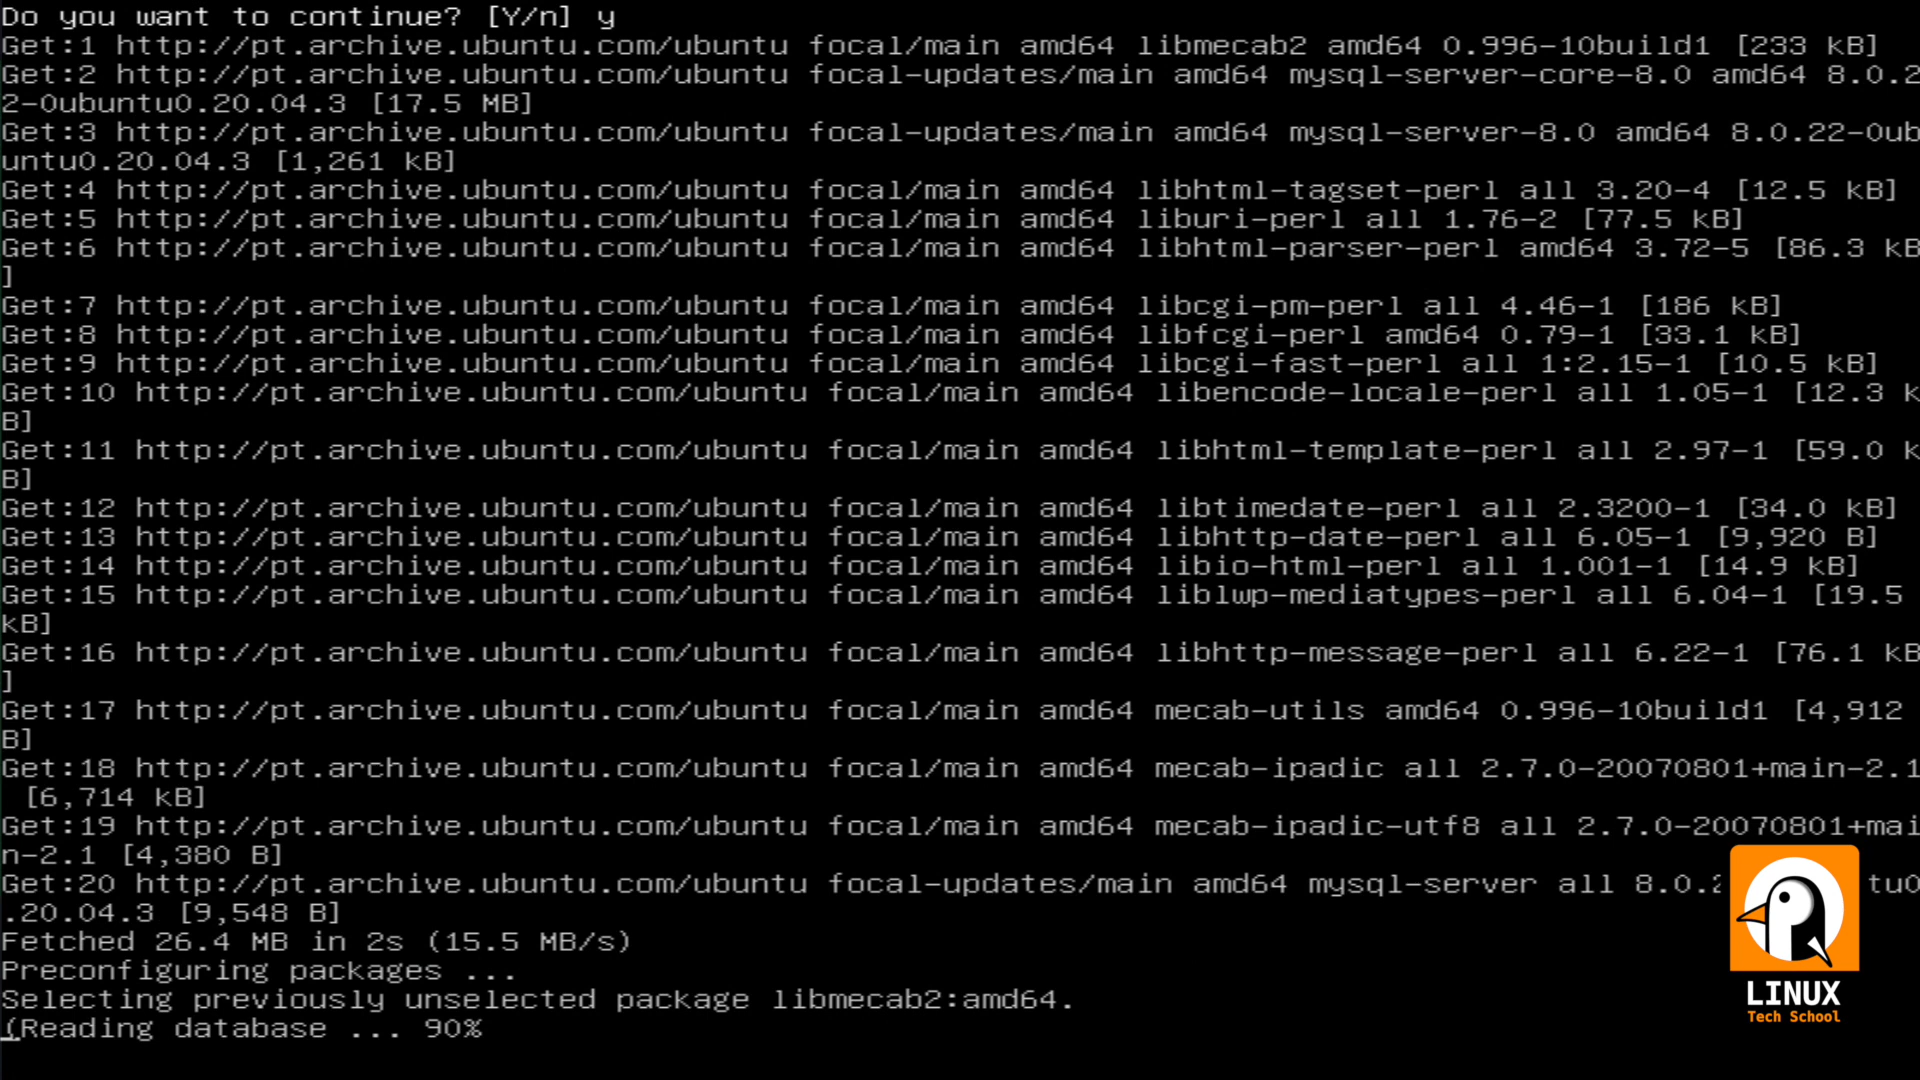 Do you want to continue? [Y/n] y
Get:1 http://pt.archive.ubuntu.com/ubuntu focal/main amd64 libmecab2 amd64 0.996-10build1 [233 kB]
Get:2 http://pt.archive.ubuntu.com/ubuntu focal-updates/main amd64 mysql-server-core-8.0 amd64 8.0.2
2-0ubuntu0.20.04.3 [17.5 MB]
Get:3 http://pt.archive.ubuntu.com/ubuntu focal-updates/main amd64 mysql-server-8.0 amd64 8.0.22-0ub
untu0.20.04.3 [1,261 kB]
Get:4 http://pt.archive.ubuntu.com/ubuntu focal/main amd64 libhtml-tagset-perl all 3.20-4 [12.5 kB]
Get:5 http://pt.archive.ubuntu.com/ubuntu focal/main amd64 liburi-perl all 1.76-2 [77.5 kB]
Get:6 http://pt.archive.ubuntu.com/ubuntu focal/main amd64 libhtml-parser-perl amd64 3.72-5 [86.3 kB
]
Get:7 http://pt.archive.ubuntu.com/ubuntu focal/main amd64 libcgi-pm-perl all 4.46-1 [186 kB]
Get:8 http://pt.archive.ubuntu.com/ubuntu focal/main amd64 libfcgi-perl amd64 0.79-1 [33.1 kB]
Get:9 http://pt.archive.ubuntu.com/ubuntu focal/main amd64 libcgi-fast-perl all 1:2.15-1 [10.5 kB]
Get:10 http://pt.archive.ubuntu.com/ubuntu focal/main amd64 libencode-locale-perl all 1.05-1 [12.3 k
B]
Get:11 http://pt.archive.ubuntu.com/ubuntu focal/main amd64 libhtml-template-perl all 2.97-1 [59.0 k
B]
Get:12 http://pt.archive.ubuntu.com/ubuntu focal/main amd64 libtimedate-perl all 2.3200-1 [34.0 kB]
Get:13 http://pt.archive.ubuntu.com/ubuntu focal/main amd64 libhttp-date-perl all 6.05-1 [9,920 B]
Get:14 http://pt.archive.ubuntu.com/ubuntu focal/main amd64 libio-html-perl all 1.001-1 [14.9 kB]
Get:15 http://pt.archive.ubuntu.com/ubuntu focal/main amd64 liblwp-mediatypes-perl all 6.04-1 [19.5
kB]
Get:16 http://pt.archive.ubuntu.com/ubuntu focal/main amd64 libhttp-message-perl all 6.22-1 [76.1 kB
]
Get:17 http://pt.archive.ubuntu.com/ubuntu focal/main amd64 mecab-utils amd64 0.996-10build1 [4,912
B]
Get:18 http://pt.archive.ubuntu.com/ubuntu focal/main amd64 mecab-ipadic all 2.7.0-20070801+main-2.1
[6,714 kB]
Get:19 http://pt.archive.ubuntu.com/ubuntu focal/main amd64 mecab-ipadic-utf8 all 2.7.0-20070801+mai
n-2.1 [4,380 B]
Get:20 http://pt.archive.ubuntu.com/ubuntu focal-updates/main amd64 mysql-server all 8.0.2 tu0
.20.04.3 [9,548 B]
Fetched 26.4 MB in 2s (15.5 MB/s)
Preconfiguring packages ...
Selecting previously unselected package libmecab2:amd64.
(Reading database ... 90%
LINUX
Tech School